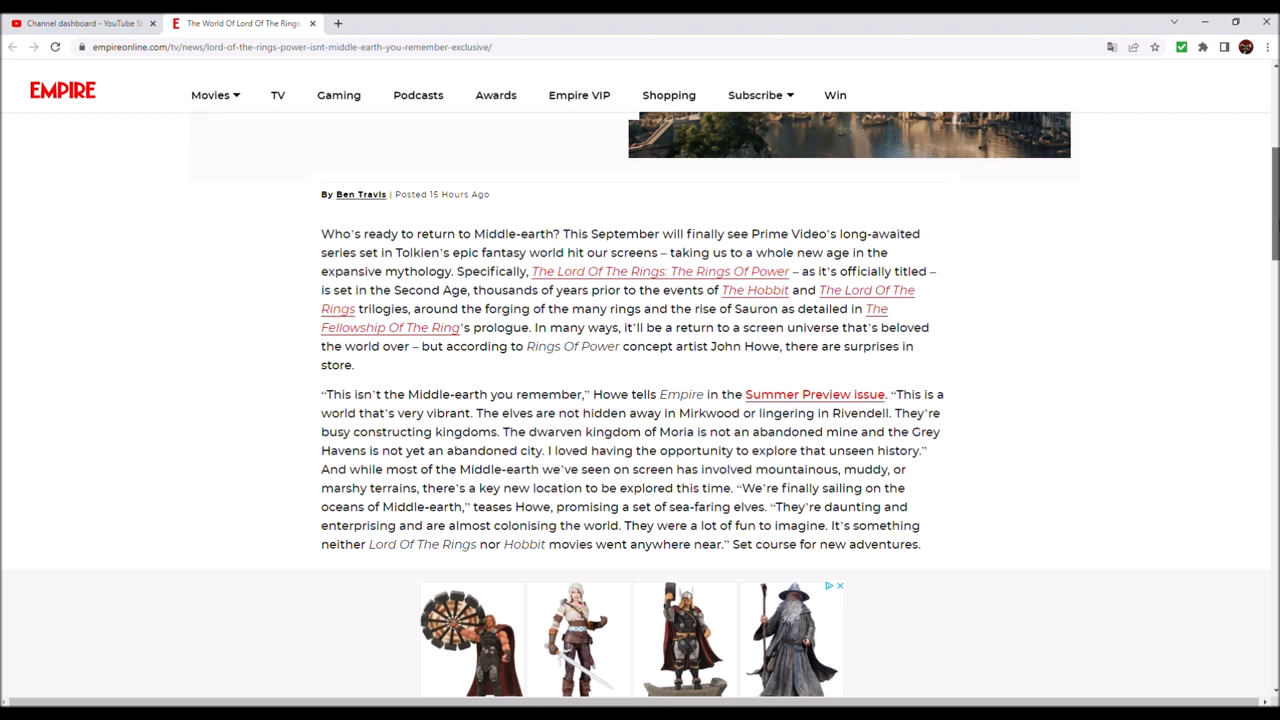 Channel dashboard - YouTube St
The World Of Lord Of The Rings
empireonline.com/tv/news/lord-of-the-rings-power-isnt-middle-earth-you-remember-exclusive/
EMPIRE
Movies TV Gaming Podcasts Awards Empire VIP Shopping Subscribe Win
By Ben Travis | Posted 15 Hours Ago
Who's ready to return to Middle-earth? This September will finally see Prime Video's long-awaited
series set in Tolkien's epic fantasy world hit our screens – taking us to a whole new age in the
expansive mythology. Specifically, The Lord Of The Rings: The Rings Of Power – as it's officially titled –
is set in the Second Age, thousands of years prior to the events of The Hobbit and The Lord Of The
Rings trilogies, around the forging of the many rings and the rise of Sauron as detailed in The
Fellowship Of The Ring's prologue. In many ways, it'll be a return to a screen universe that's beloved
the world over – but according to Rings Of Power concept artist John Howe, there are surprises in
store.
“This isn't the Middle-earth you remember,” Howe tells Empire in the Summer Preview issue. “This is a
world that's very vibrant. The elves are not hidden away in Mirkwood or lingering in Rivendell. They're
busy constructing kingdoms. The dwarven kingdom of Moria is not an abandoned mine and the Grey
Havens is not yet an abandoned city. I loved having the opportunity to explore that unseen history.”
And while most of the Middle-earth we've seen on screen has involved mountainous, muddy, or
marshy terrains, there's a key new location to be explored this time. “We're finally sailing on the
oceans of Middle-earth,” teases Howe, promising a set of sea-faring elves. “They're daunting and
enterprising and are almost colonising the world. They were a lot of fun to imagine. It's something
neither Lord Of The Rings nor Hobbit movies went anywhere near.” Set course for new adventures.